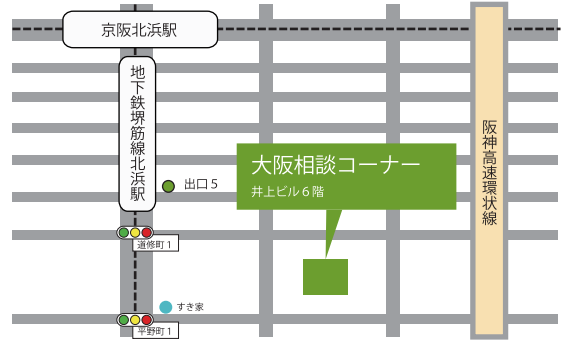 京阪北浜駅
地下鉄堺筋線北浜駅
出口 5
大阪相談コーナー
井上ビル 6 階
阪神高速環状線
道修町 1
すき家
平野町 1